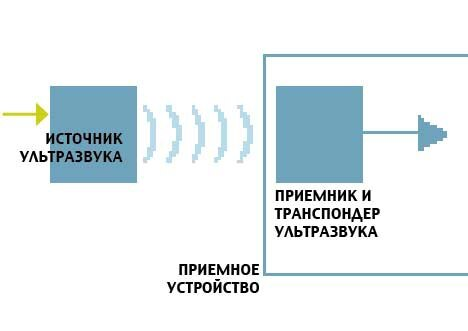 ИСТОЧНИК
УЛЬТРАЗВУКА
ПРИЕМНИК И
ТРАНСПОНДЕР
УЛЬТРАЗВУКА
ПРИЕМНОЕ
УСТРОЙСТВО